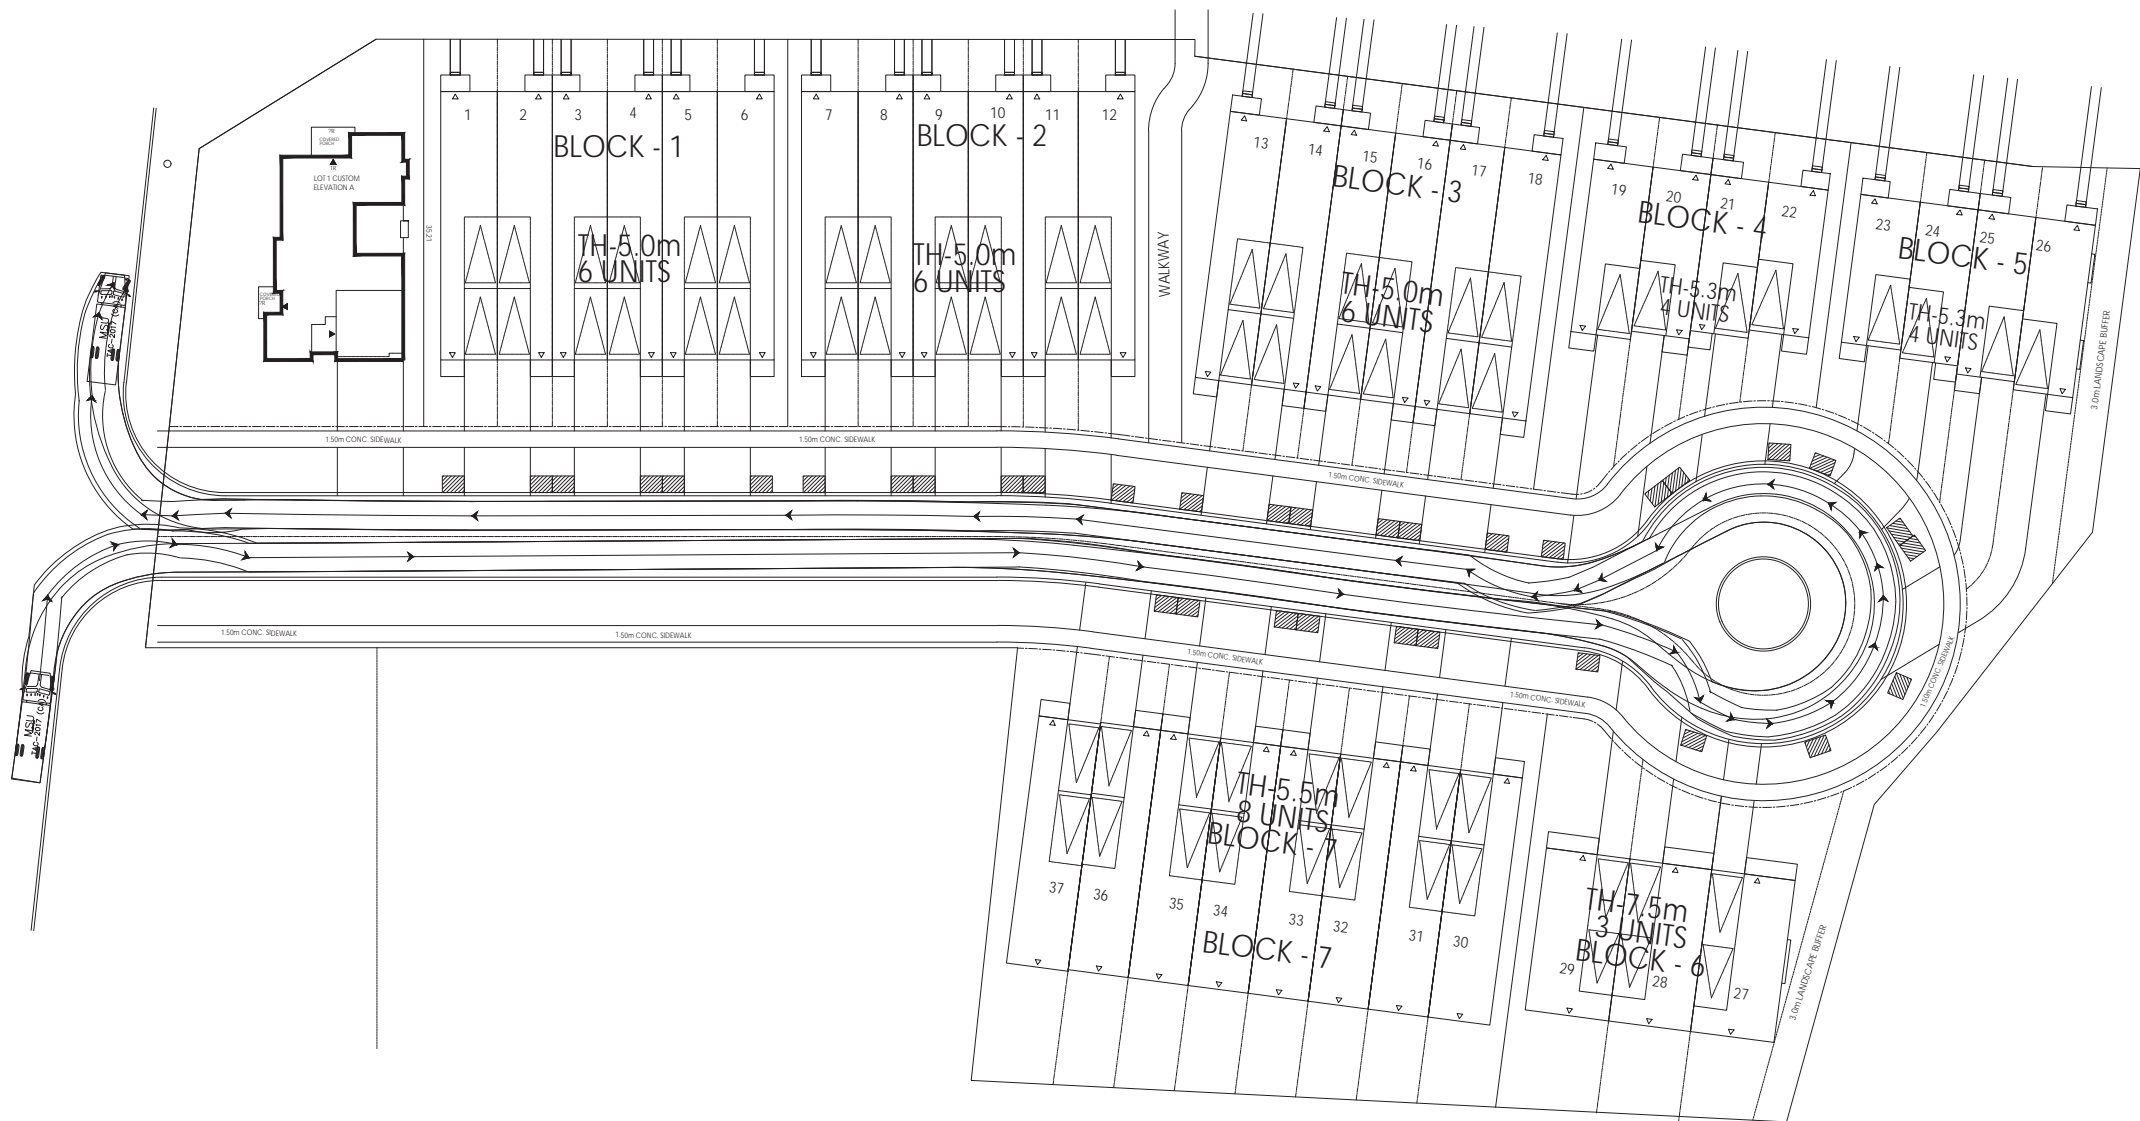 1
2
3
4
5
6
BLOCK - 1
TH-5.0m
6 UNITS
7
8
9
10
11
12
BLOCK - 2
TH-5.0m
6 UNITS
WALKWAY
13
14
15
16
17
18
BLOCK - 3
TH-5.0m
6 UNITS
19
20
21
22
BLOCK - 4
TH-5.3m
4 UNITS
23
24
25
26
BLOCK - 5
TH-5.3m
4 UNITS
3.0m LANDSCAPE BUFFER
COVERED
PORCH
LOT 1 CUSTOM
ELEVATION A
COVERED
PORCH
35.21
MSU
TAC-2017 (CA)
1.50m CONC. SIDEWALK
1.50m CONC. SIDEWALK
1.50m CONC. SIDEWALK
1.50m CONC. SIDEWALK
1.50m CONC. SIDEWALK
1.50m CONC. SIDEWALK
1.50m CONC. SIDEWALK
1.50m CONC. SIDEWALK
MSU
TAC-2017 (CA)
TH-5.5m
8 UNITS
BLOCK - 7
37
36
35
34
33
32
31
30
BLOCK - 7
TH-7.5m
3 UNITS
BLOCK - 6
29
28
27
3.0m LANDSCAPE BUFFER